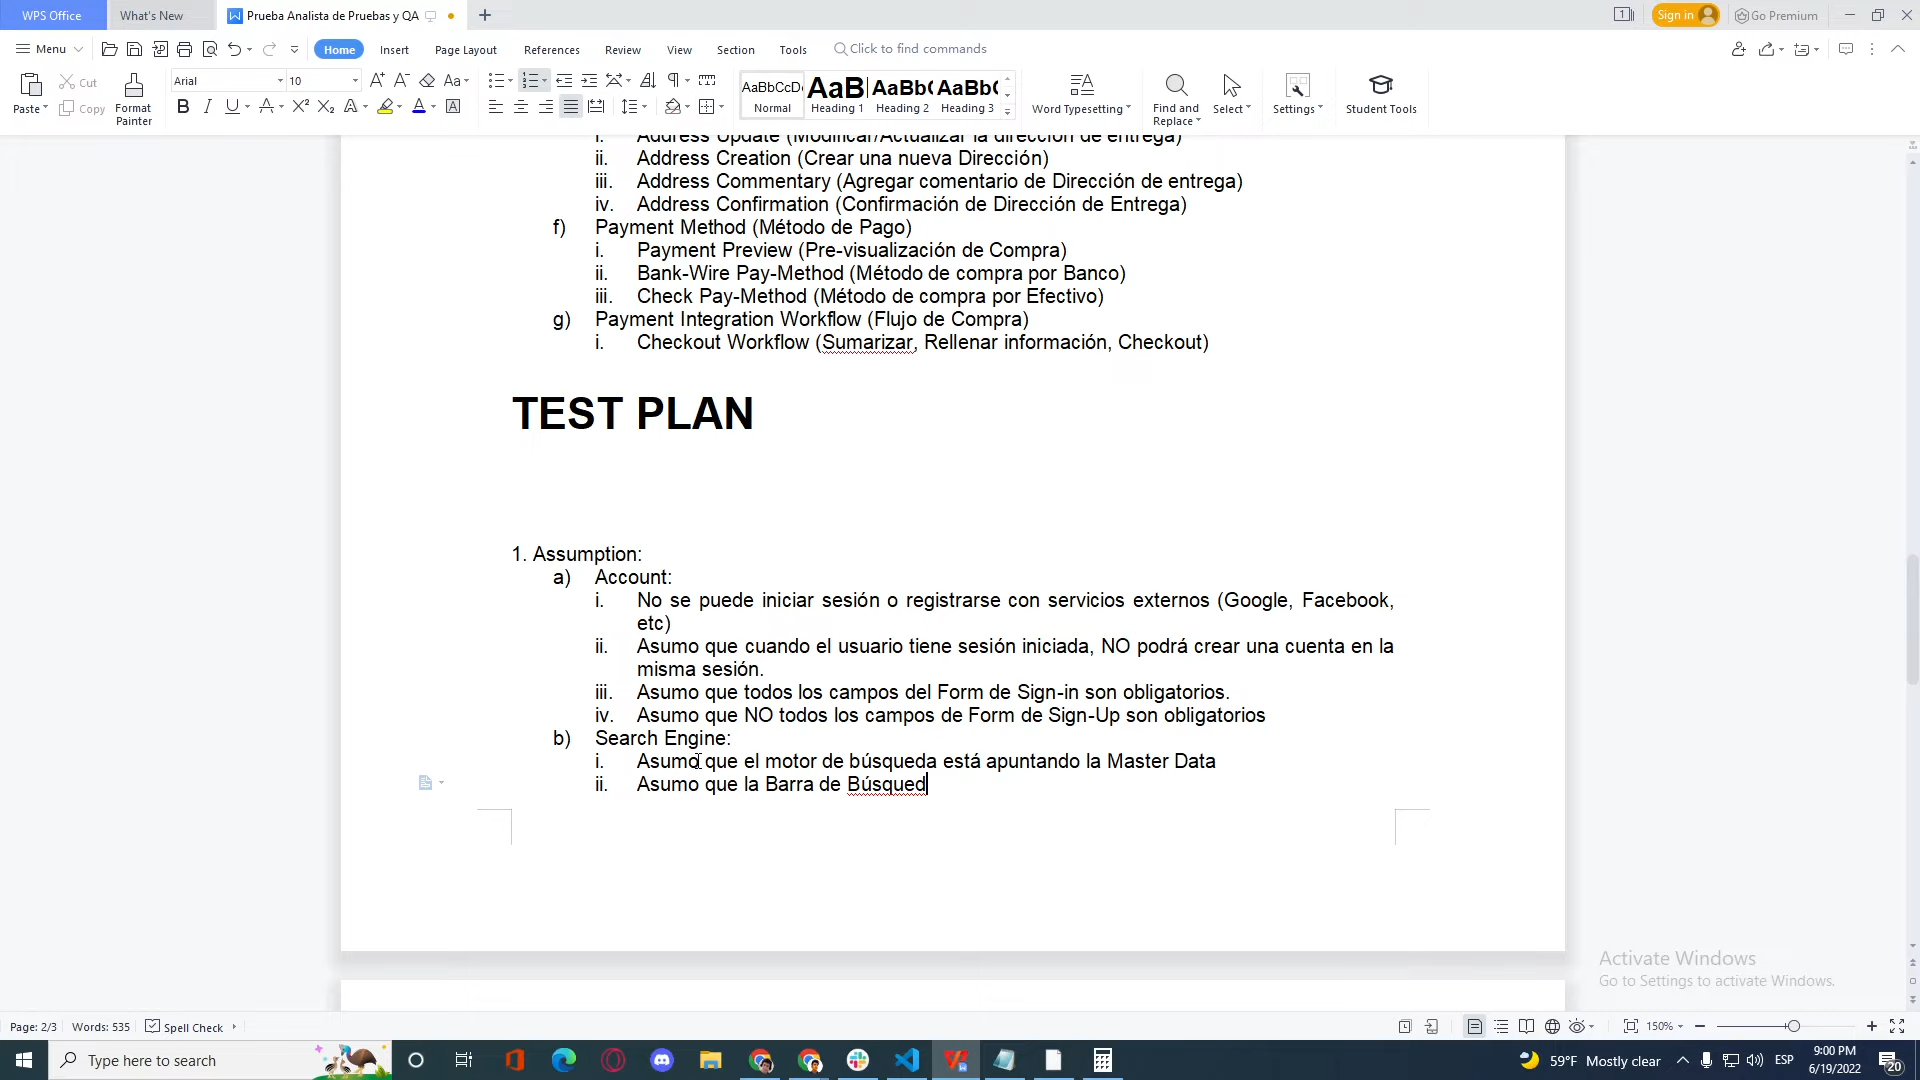 WPS Office
What's New
Prueba Analista de Pruebas y QA
1
Sign in
Go Premium
Menu
Home
Insert
Page Layout
References
Review
View
Section
Tools
Click to find commands
Paste
Cut
Copy
Format Painter
Arial
10
AaBbCcD
Normal
AaB
Heading 1
AaBb(
Heading 2
AaBb(
Heading 3
Word Typesetting
Find and Replace
Select
Settings
Student Tools
i. Address Update (Modificar/Actualizar la dirección de entrega)
ii. Address Creation (Crear una nueva Dirección)
iii. Address Commentary (Agregar comentario de Dirección de entrega)
iv. Address Confirmation (Confirmación de Dirección de Entrega)
f) Payment Method (Método de Pago)
i. Payment Preview (Pre-visualización de Compra)
ii. Bank-Wire Pay-Method (Método de compra por Banco)
iii. Check Pay-Method (Método de compra por Efectivo)
g) Payment Integration Workflow (Flujo de Compra)
i. Checkout Workflow (Sumarizar, Rellenar información, Checkout)
TEST PLAN
1. Assumption:
a) Account:
i. No se puede iniciar sesión o registrarse con servicios externos (Google, Facebook,
etc)
ii. Asumo que cuando el usuario tiene sesión iniciada, NO podrá crear una cuenta en la
misma sesión.
iii. Asumo que todos los campos del Form de Sign-in son obligatorios.
iv. Asumo que NO todos los campos de Form de Sign-Up son obligatorios
b) Search Engine:
i. Asumo que el motor de búsqueda está apuntando la Master Data
ii. Asumo que la Barra de Búsqued
Activate Windows
Go to Settings to activate Windows.
Page: 2/3 Words: 535 Spell Check
150%
Type here to search
59°F Mostly clear
ESP
9:00 PM
6/19/2022
20